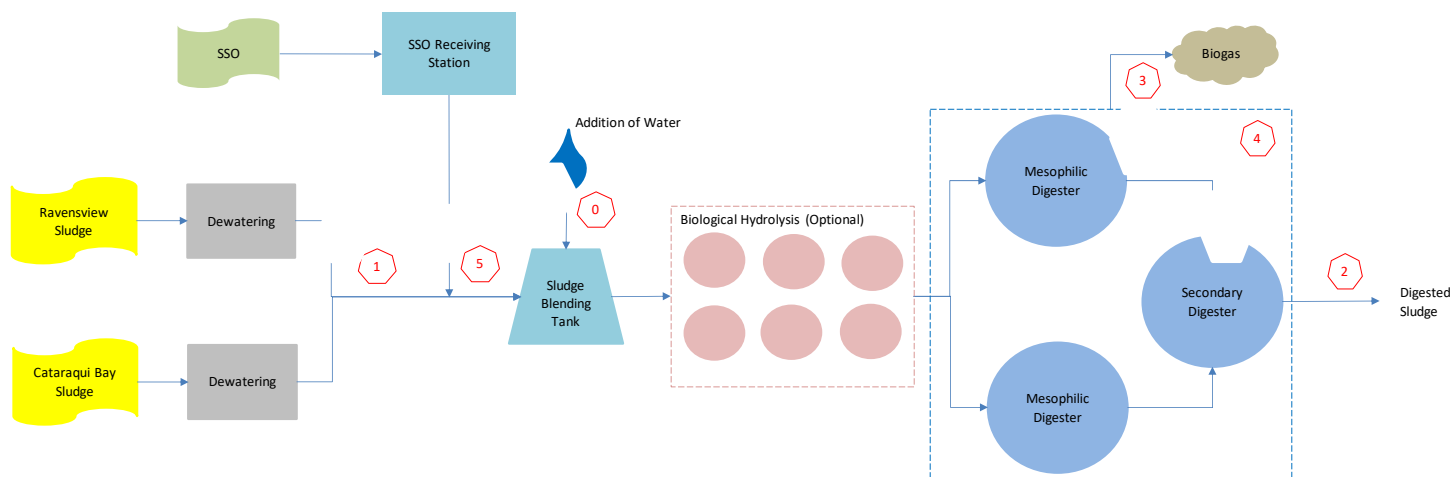 SSO
SSO Receiving
Station
Biogas
3
Addition of Water
4
Mesophilic
Digester
Ravensview
Sludge
Dewatering
0
Biological Hydrolysis (Optional)
1
5
2
Sludge
Blending
Tank
Secondary
Digester
Digested
Sludge
Cataraqui Bay
Sludge
Dewatering
Mesophilic
Digester